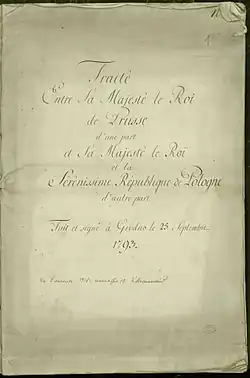 Traité
Entre Sa Majesté le Roi
de Prusse
d'une part
et Sa Majesté le Roi
et la
Sérénissime République de Pologne
d'autre part
Fait et signé à Grodno le 25. Septembre
1793.